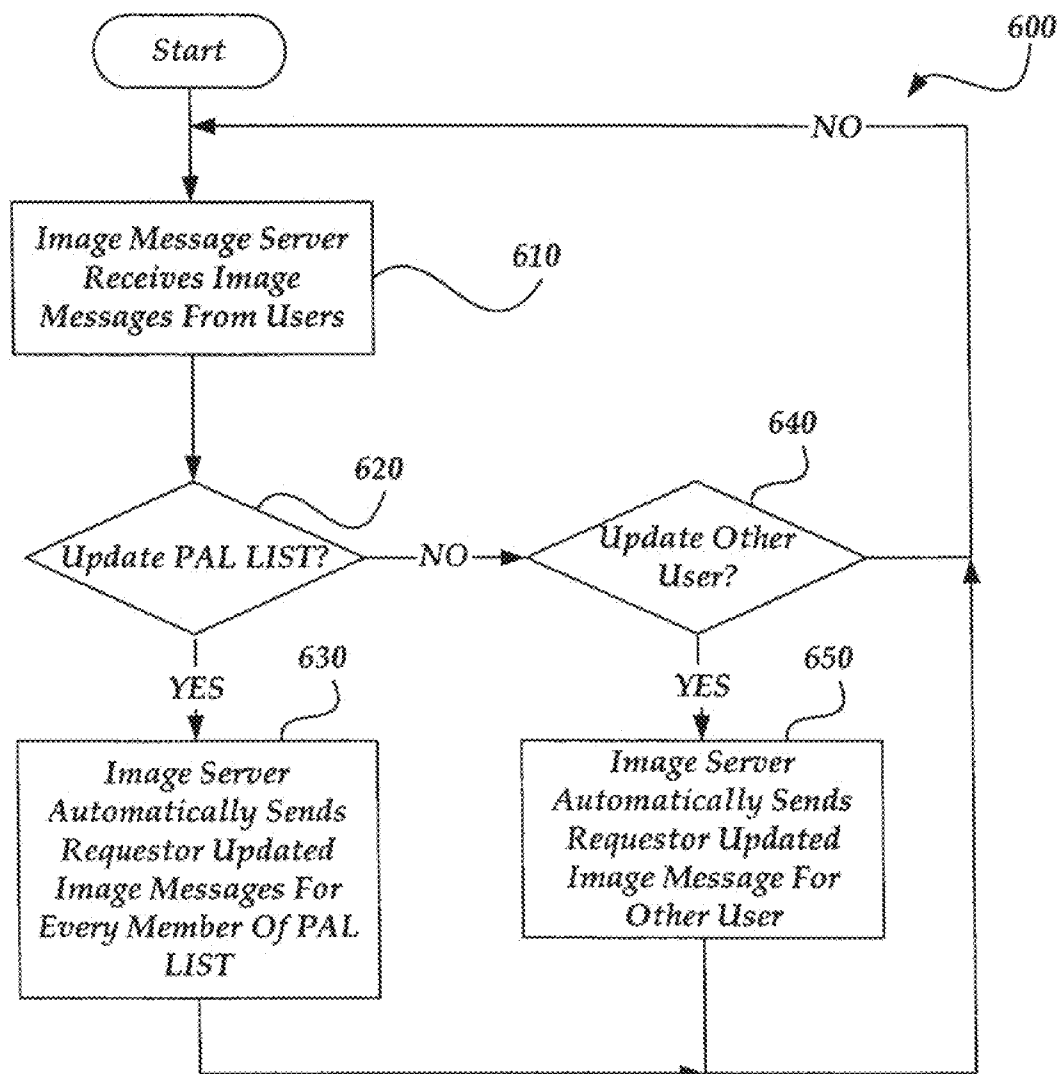 Start
600
NO
Image Message Server
Receives Image
Messages From Users
610
620
Update PAL LIST?
NO
640
Update Other
User?
630
YES
Image Server
Automatically Sends
Requestor Updated
Image Messages For
Every Member Of PAL
LIST
650
YES
Image Server
Automatically Sends
Requestor Updated
Image Message For
Other User